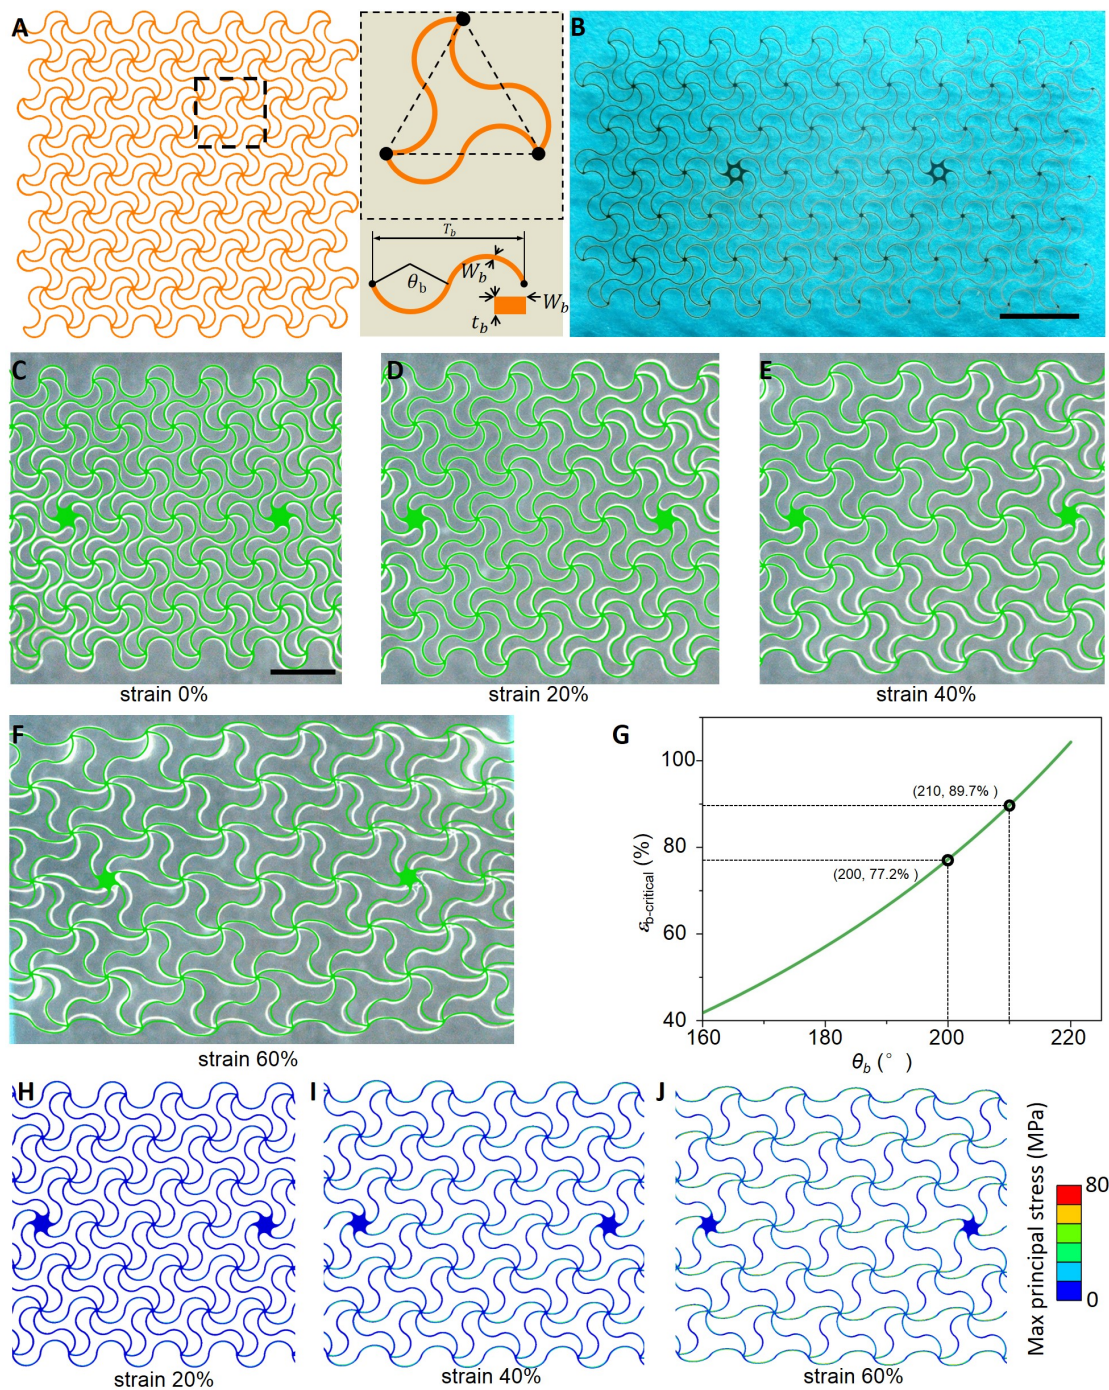 A
T_b
W_b
θ_b
W_b
t_b
B
C
strain 0%
D
strain 20%
E
strain 40%
F
strain 60%
G
100
80
60
40
160
180
200
220
ε_b-critical (%)
θ_b (°)
(210, 89.7% )
(200, 77.2% )
H
strain 20%
I
strain 40%
J
strain 60%
Max principal stress (MPa)
80
0